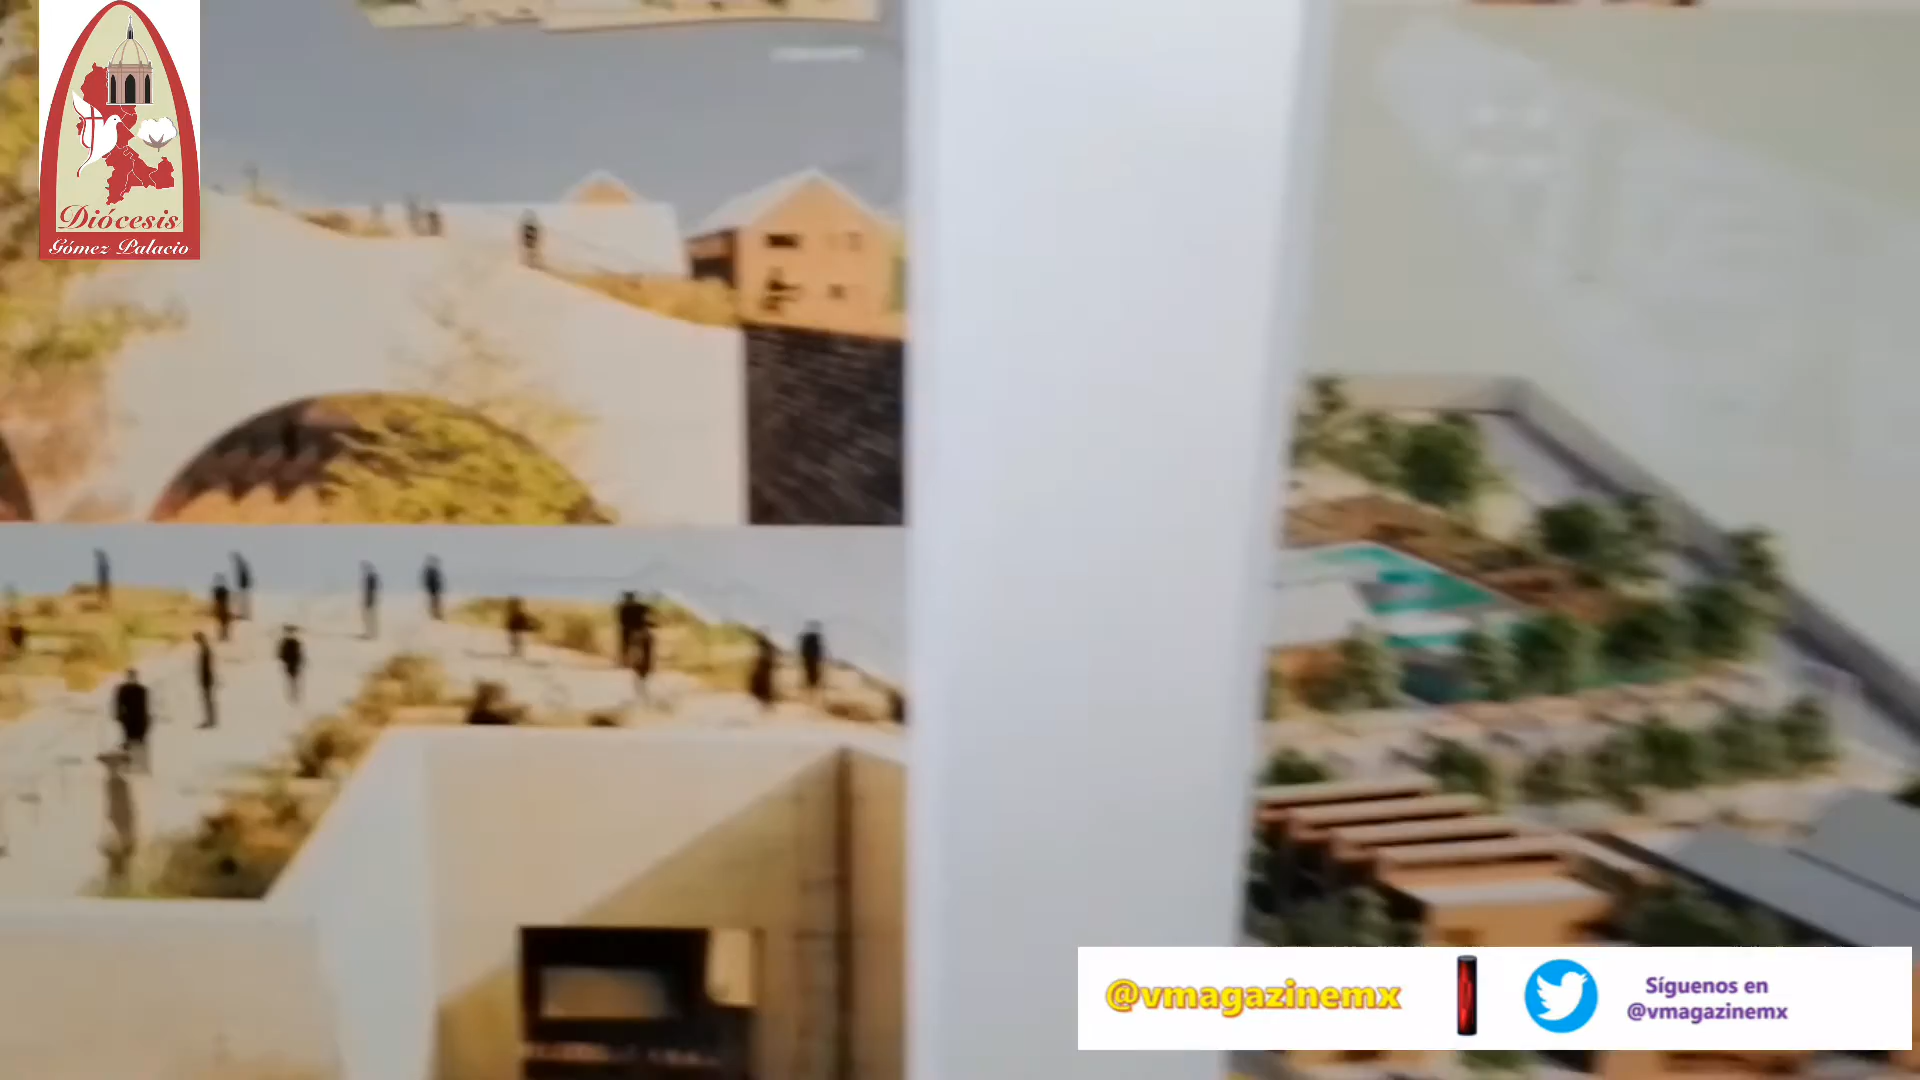 Diócesis
Gómez Palacio
@vmagazinemx
Síguenos en
@vmagazinemx